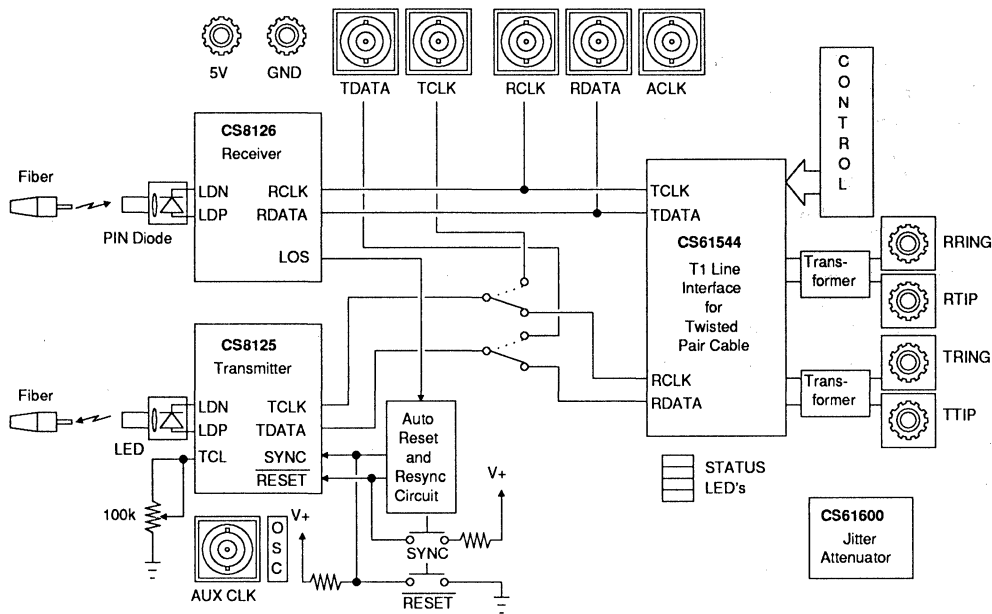 5V
GND
TDATA
TCLK
RCLK
RDATA
ACLK
CONTROL
CS8126
Receiver
LDN
LDP
RCLK
RDATA
LOS
Fiber
PIN Diode
TCLK
TDATA
CS61544
T1 Line
Interface
for
Twisted
Pair Cable
RCLK
RDATA
Trans-
former
RRING
RTIP
Trans-
former
TRING
TTIP
CS8125
Transmitter
LDN
LDP
TCL
TCLK
TDATA
SYNC
RESET
Fiber
LED
100k
Auto
Reset
and
Resync
Circuit
V+
SYNC
RESET
V+
OSC
AUX CLK
STATUS
LED's
CS61600
Jitter
Attenuator